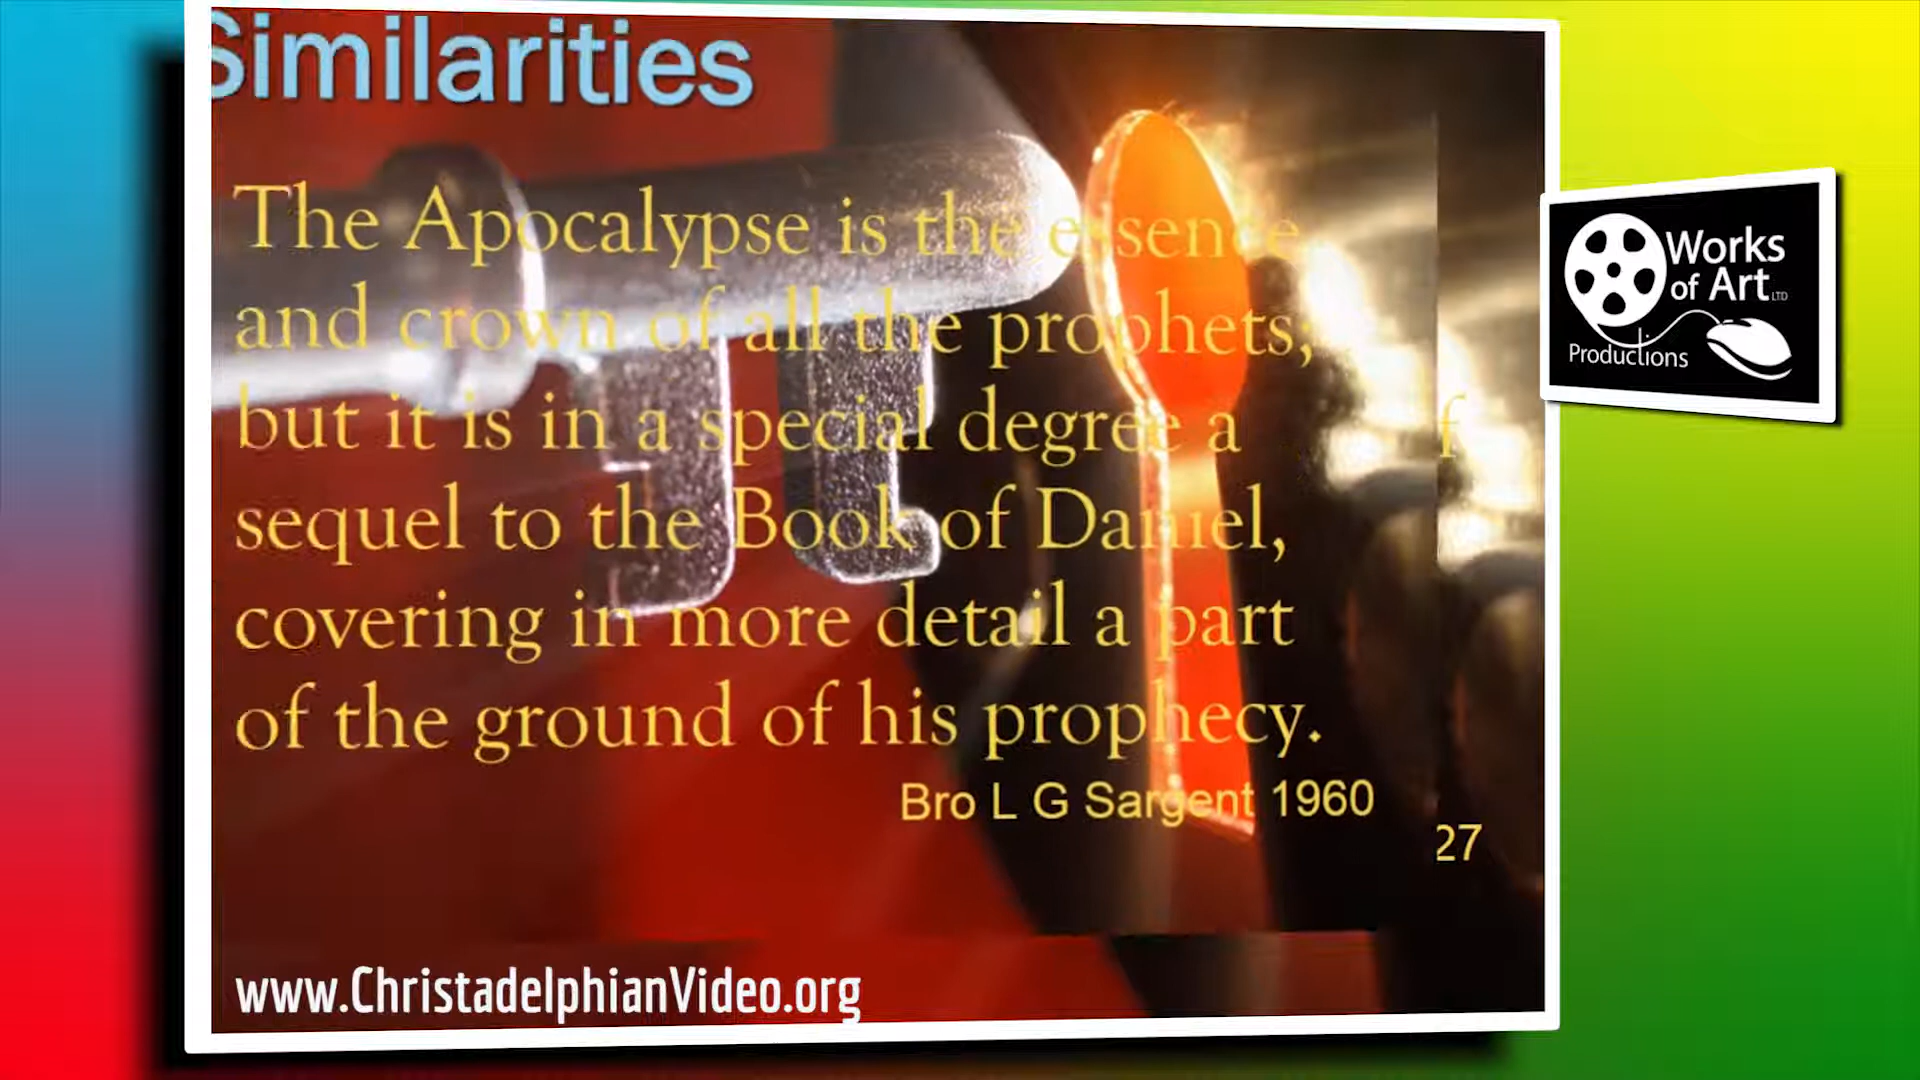 Similarities
The Apocalypse is the essence
and crown of all the prophets;
but it is in a special degree a
f
sequel to the Book of Daniel,
covering in more detail a part
of the ground of his prophecy.
Bro L G Sargent 1960
27
www.ChristadelphianVideo.org
Works
of Art LTD
Productions